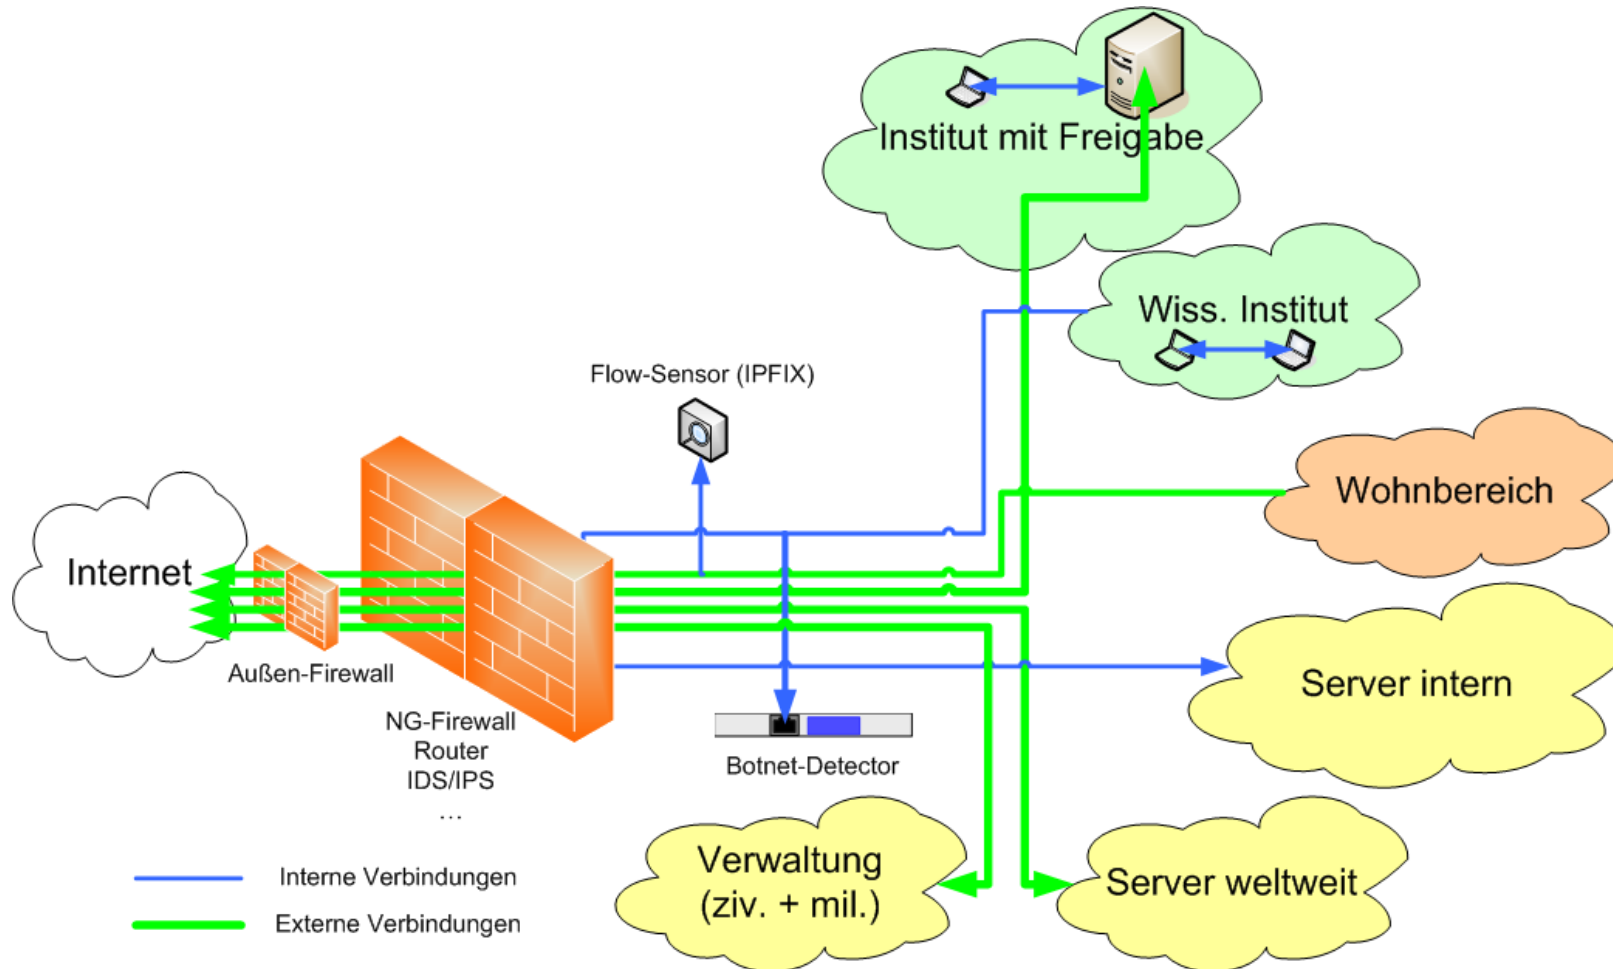 Institut mit Freigabe
Wiss. Institut
Flow-Sensor (IPFIX)
Wohnbereich
Internet
Außen-Firewall
Server intern
NG-Firewall
Router
IDS/IPS
...
Botnet-Detector
Verwaltung
(ziv. + mil.)
Server weltweit
Interne Verbindungen
Externe Verbindungen